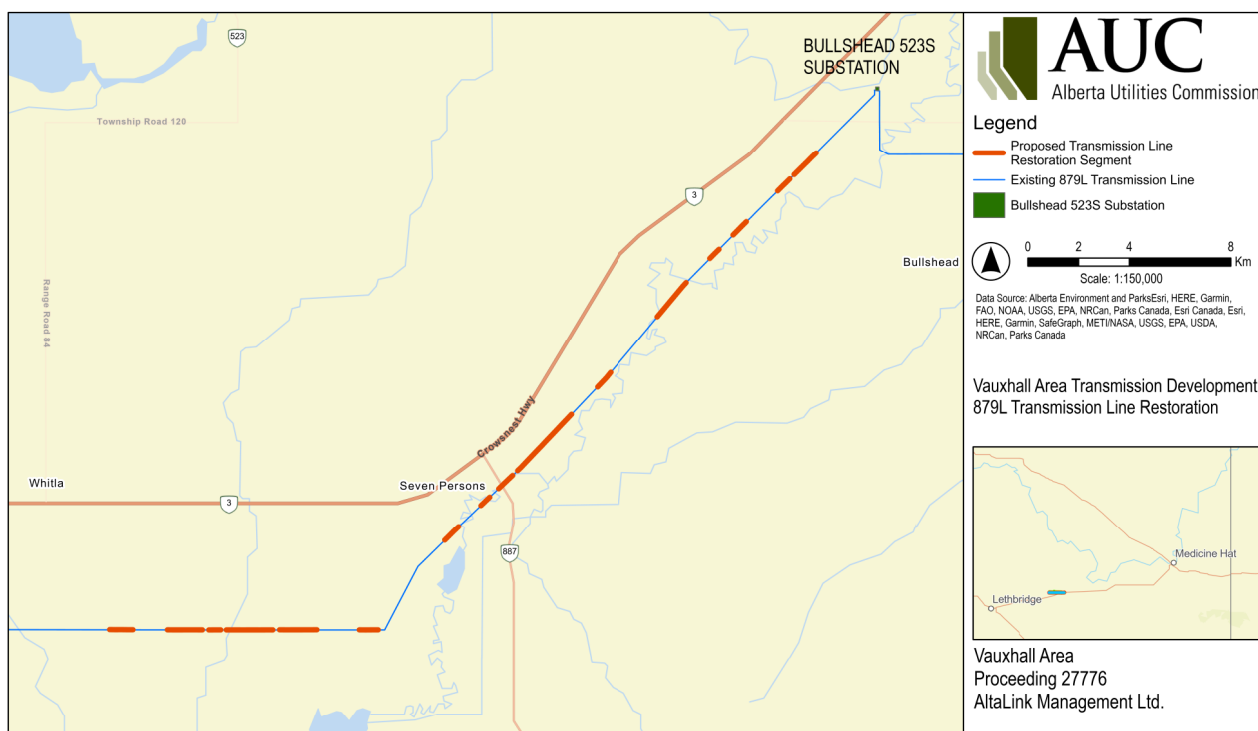 523
Township Road 120
Range Road 84
BULLSHEAD 523S
SUBSTATION
3
Bullshead
Crowsnest Hwy
Whitla
Seven Persons
3
887
AUC
Alberta Utilities Commission
Legend
Proposed Transmission Line
Restoration Segment
Existing 879L Transmission Line
Bullshead 523S Substation
0 2 4 8
Km
Scale: 1:150,000
Data Source: Alberta Environment and ParksEsri, HERE, Garmin,
FAO, NOAA, USGS, EPA, NRCan, Parks Canada, Esri Canada, Esri,
HERE, Garmin, SafeGraph, METI/NASA, USGS, EPA, USDA,
NRCan, Parks Canada
Vauxhall Area Transmission Development
879L Transmission Line Restoration
Medicine Hat
Lethbridge
Vauxhall Area
Proceeding 27776
AltaLink Management Ltd.